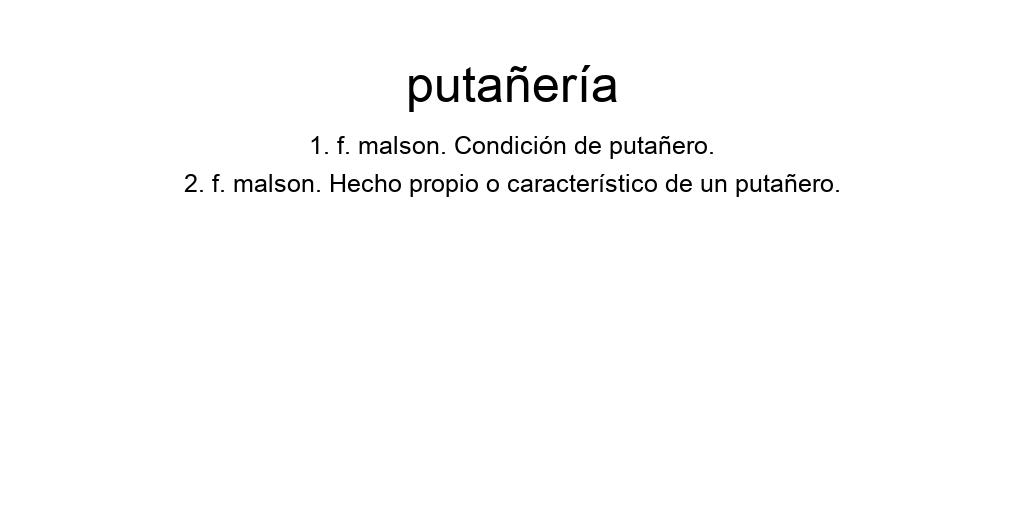 putañería
1. f. malson. Condición de putañero.
2. f. malson. Hecho propio o característico de un putañero.